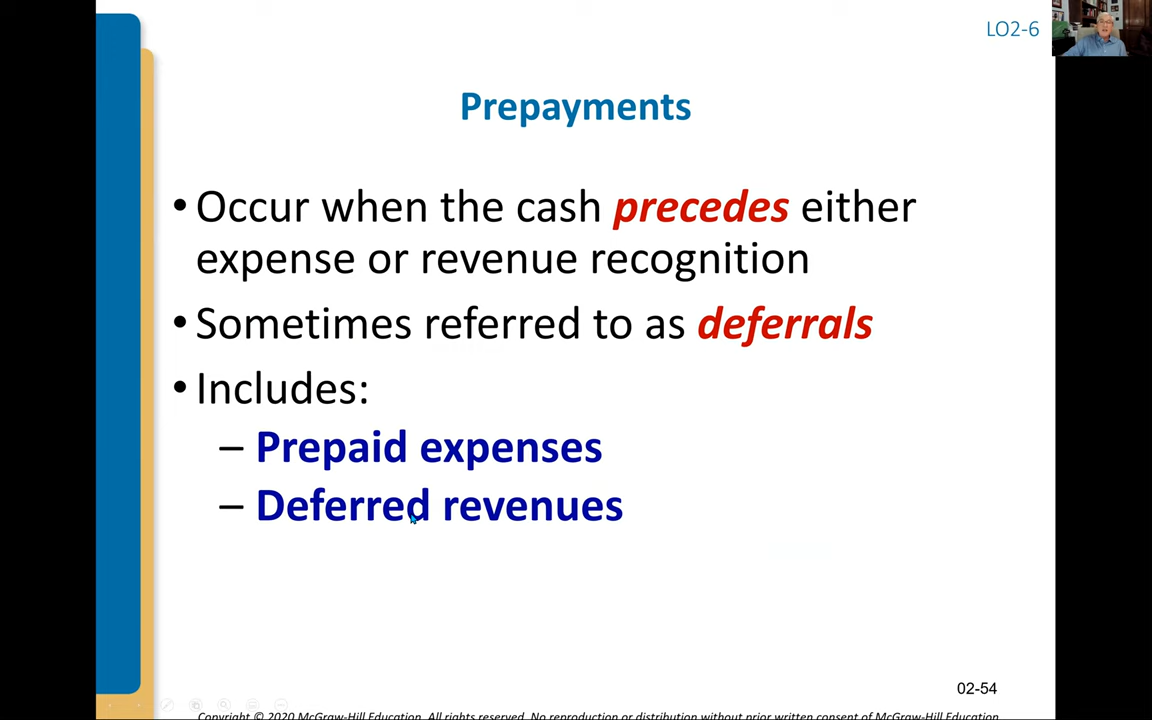 LO2-6
Prepayments
• Occur when the cash precedes either
expense or revenue recognition
• Sometimes referred to as deferrals
• Includes:
– Prepaid expenses
– Deferred revenues
02-54
Copyright © 2020 McGraw-Hill Education. All rights reserved. No reproduction or distribution without prior written consent of McGraw-Hill Education.